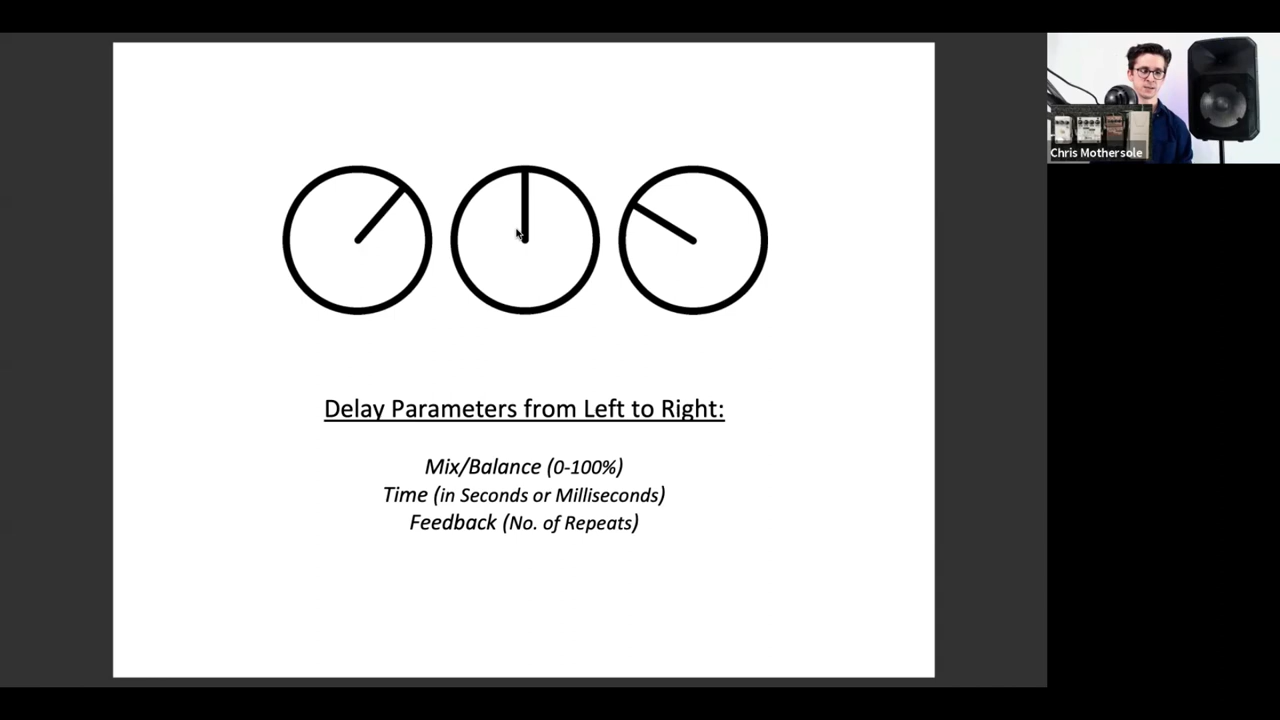 Chris Mothersole
Delay Parameters from Left to Right:
Mix/Balance (0-100%)
Time (in Seconds or Milliseconds)
Feedback (No. of Repeats)